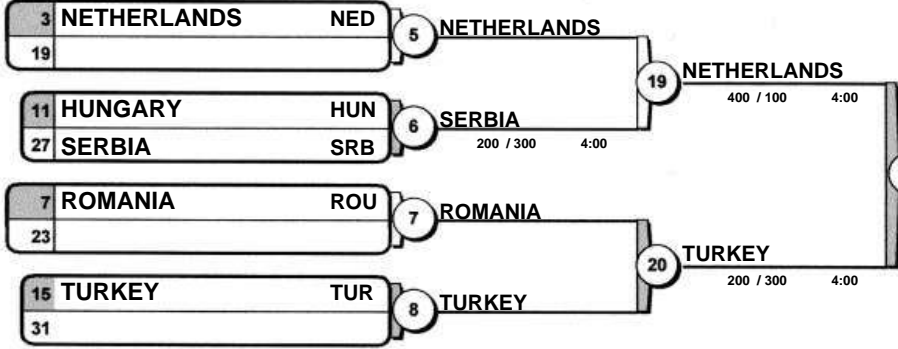 3 NETHERLANDS NED
19
5
NETHERLANDS
11 HUNGARY HUN
27 SERBIA SRB
6
SERBIA
200 / 300 4:00
19
NETHERLANDS
400 / 100 4:00
7 ROMANIA ROU
23
7
ROMANIA
15 TURKEY TUR
31
8
TURKEY
20
TURKEY
200 / 300 4:00